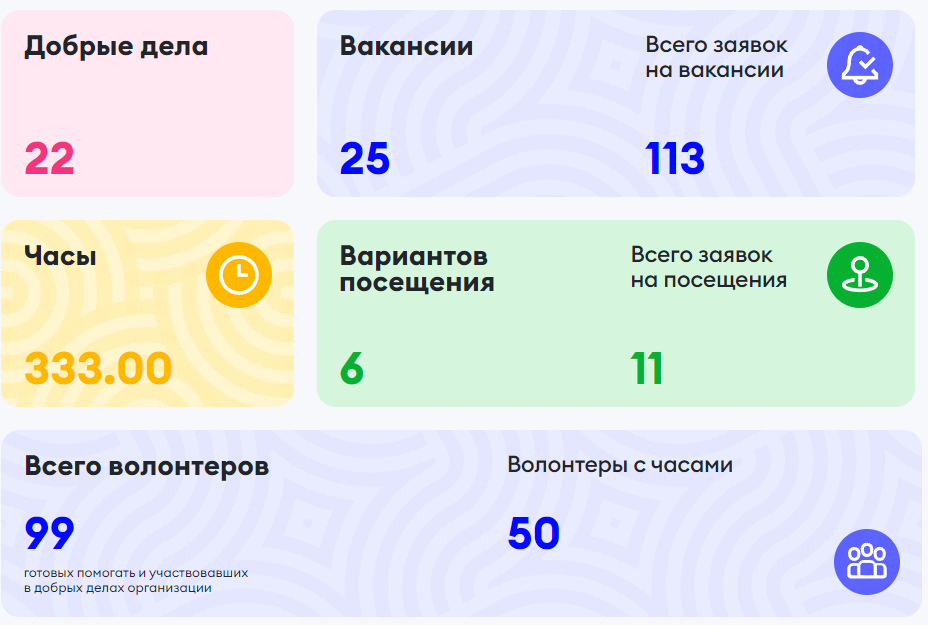 Добрые дела
22
Вакансии
25
Всего заявок
на вакансии
113
Часы
333.00
Вариантов
посещения
6
Всего заявок
на посещения
11
Всего волонтеров
99
готовых помогать и участвовавших
в добрых делах организации
Волонтеры с часами
50